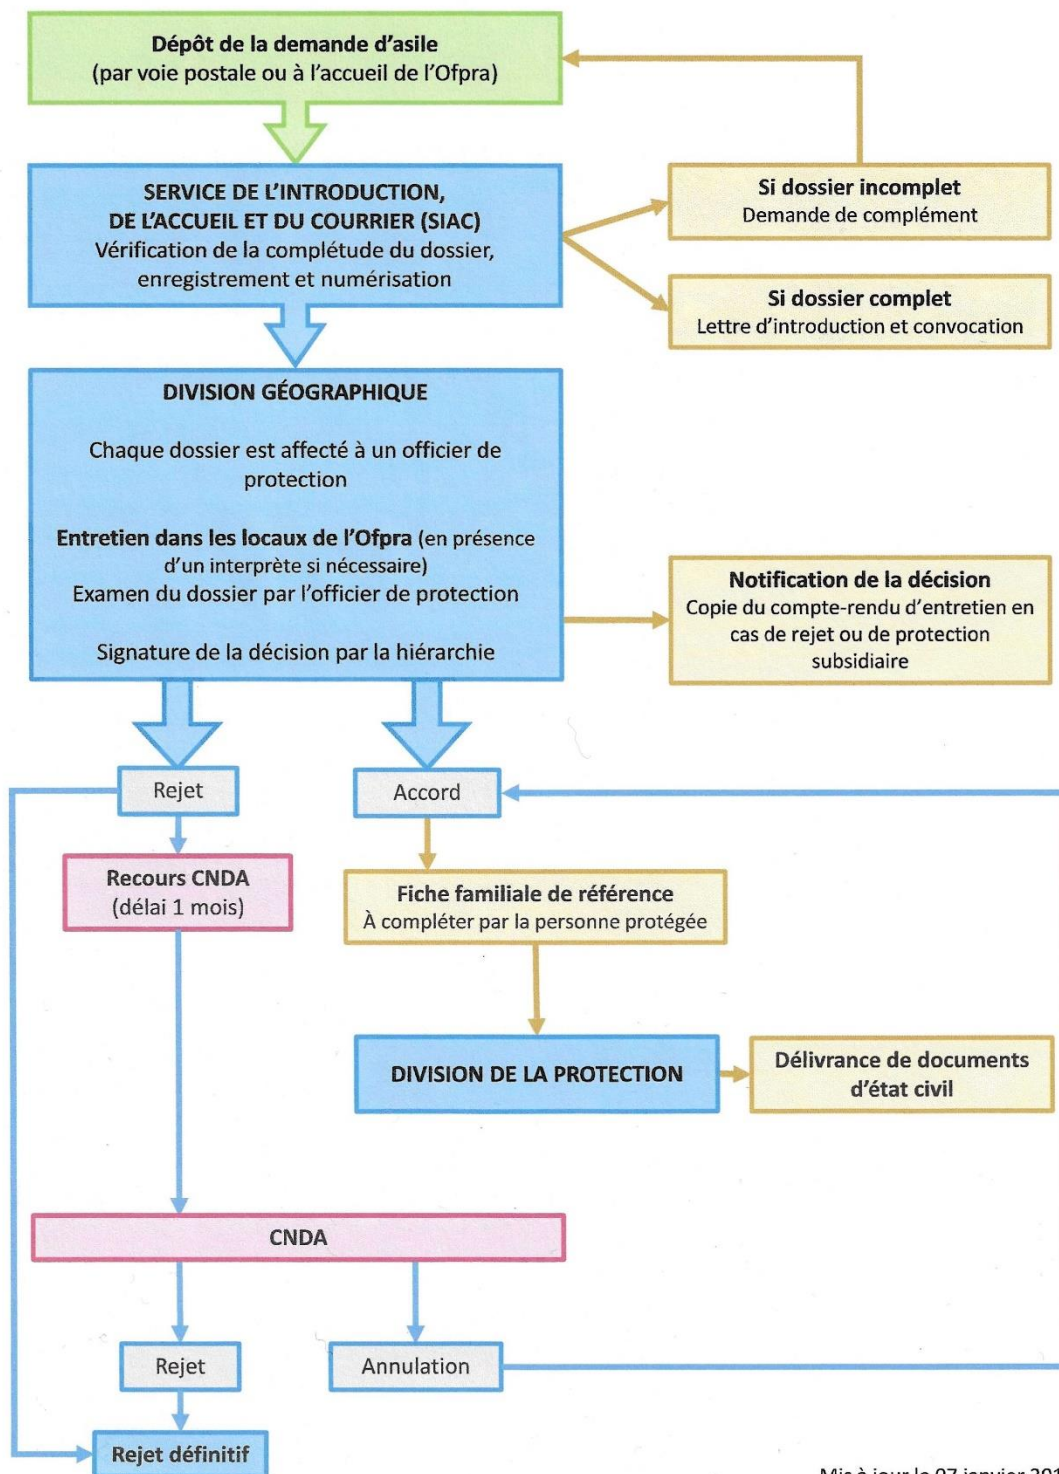 Dépôt de la demande d'asile
(par voie postale ou à l'accueil de l'Ofpra)
SERVICE DE L'INTRODUCTION,
DE L'ACCUEIL ET DU COURRIER (SIAC)
Vérification de la complétude du dossier,
enregistrement et numérisation
Si dossier incomplet
Demande de complément
Si dossier complet
Lettre d'introduction et convocation
DIVISION GÉOGRAPHIQUE
Chaque dossier est affecté à un officier de
protection
Entretien dans les locaux de l'Ofpra (en présence
d'un interprète si nécessaire)
Examen du dossier par l'officier de protection
Signature de la décision par la hiérarchie
Notification de la décision
Copie du compte-rendu d'entretien en
cas de rejet ou de protection
subsidiaire
Rejet
Accord
Recours CNDA
(délai 1 mois)
Fiche familiale de référence
À compléter par la personne protégée
DIVISION DE LA PROTECTION
Délivrance de documents
d'état civil
CNDA
Rejet
Annulation
Rejet définitif
Mis à jour le 07 janvier